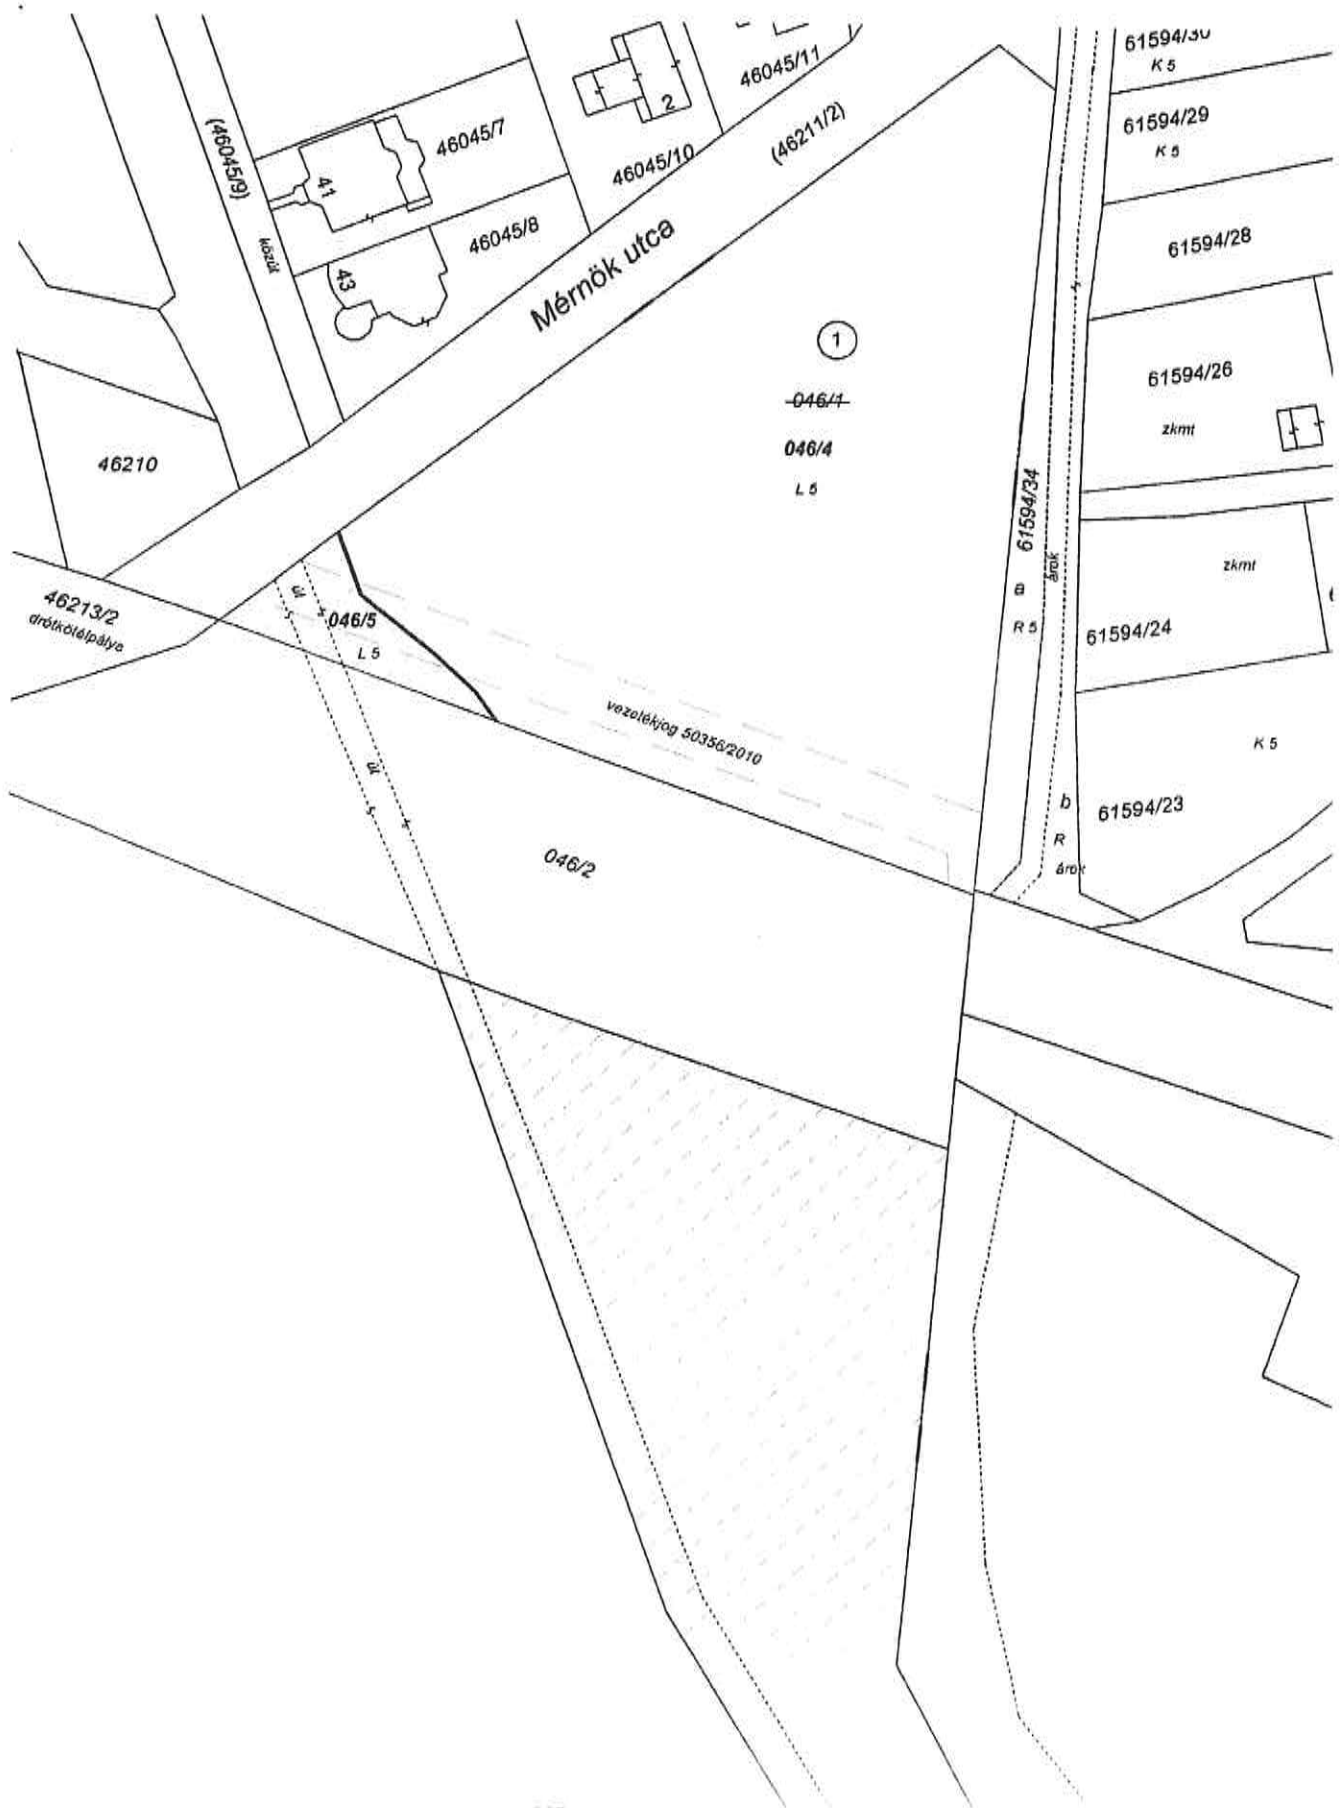 61594/30
K 5
46045/11
2
(46045/9)
46045/7
(46211/2)
61594/29
K 5
41
46045/10
46045/8
közút
43
61594/28
Mérnök utca
1
61594/26
046/1
zkmt
046/4
46210
L 5
61594/34
árok
zkmt
a
46213/2
drótkötélpálya
út
046/5
R 5
61594/24
L 5
vezetékjog 50356/2010
K 5
út
b
61594/23
R
046/2
árok